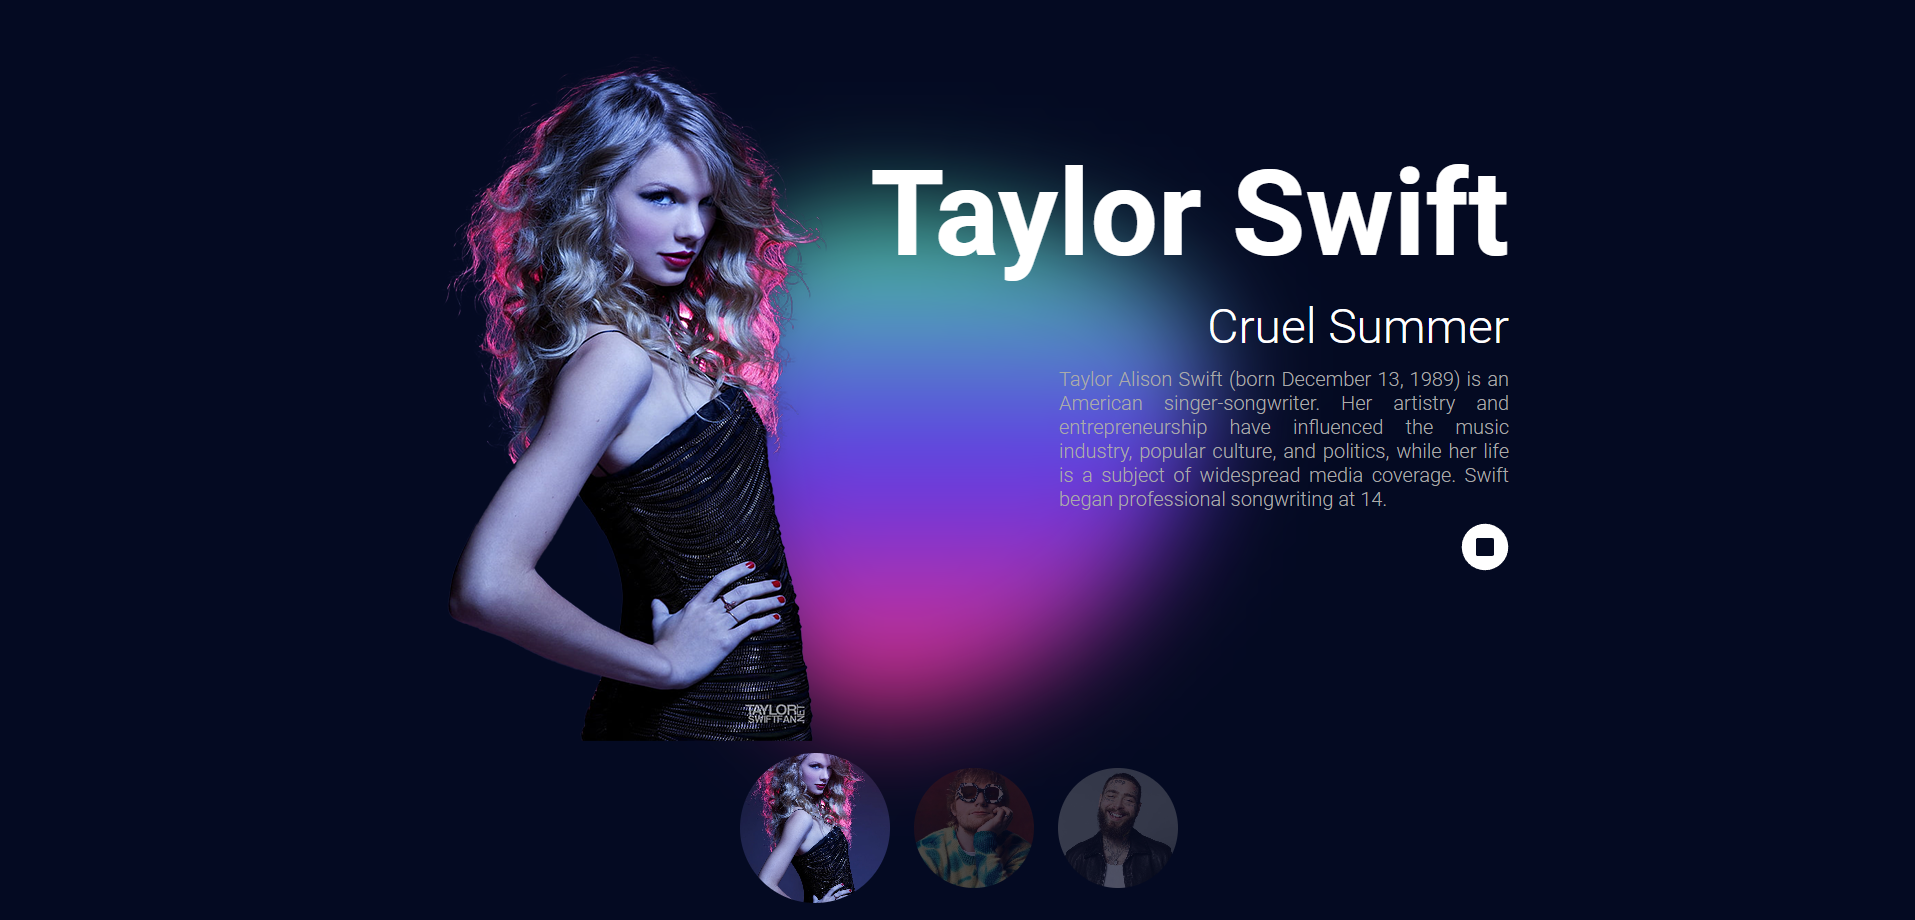 Taylor Swift
Cruel Summer
Taylor Alison Swift (born December 13, 1989) is an
American singer-songwriter. Her artistry and
entrepreneurship have influenced the music
industry, popular culture, and politics, while her life
is a subject of widespread media coverage. Swift
began professional songwriting at 14.
TAYLOR
SWIFTFAN
.NET